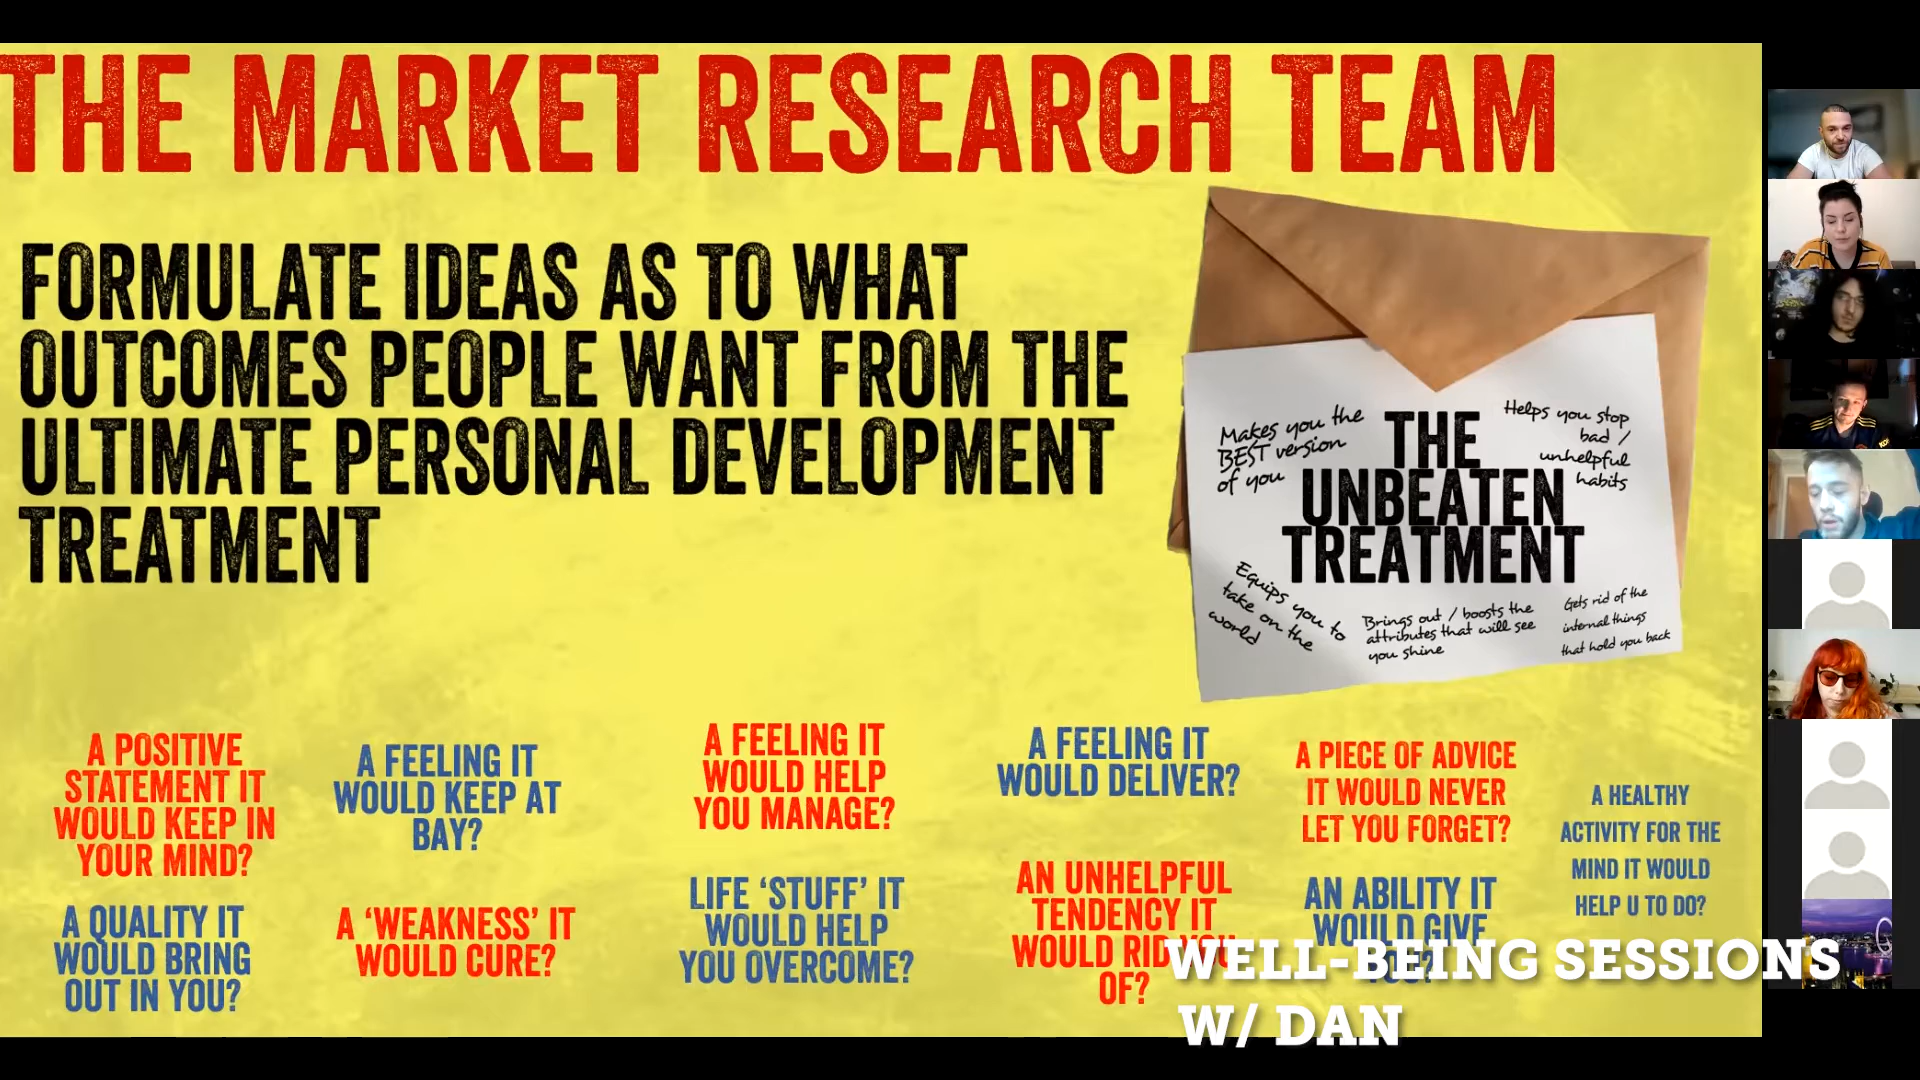 THE MARKET RESEARCH TEAM
FORMULATE IDEAS AS TO WHAT
OUTCOMES PEOPLE WANT FROM THE
ULTIMATE PERSONAL DEVELOPMENT
TREATMENT
Makes you the
BEST version
of you
THE
UNBEATEN
TREATMENT
Helps you stop
bad /
unhelpful
habits
Equips you to
take on the
world
Brings out / boosts the
attributes that will see
you shine
Gets rid of the
internal things
that hold you back
A POSITIVE
STATEMENT IT
WOULD KEEP IN
YOUR MIND?
A FEELING IT
WOULD KEEP AT
BAY?
A FEELING IT
WOULD HELP
YOU MANAGE?
A FEELING IT
WOULD DELIVER?
A PIECE OF ADVICE
IT WOULD NEVER
LET YOU FORGET?
A HEALTHY
ACTIVITY FOR THE
MIND IT WOULD
HELP U TO DO?
A QUALITY IT
WOULD BRING
OUT IN YOU?
A ‘WEAKNESS’ IT
WOULD CURE?
LIFE ‘STUFF’ IT
WOULD HELP
YOU OVERCOME?
AN UNHELPFUL
TENDENCY IT
WOULD RID YOU
OF?
AN ABILITY IT
WOULD GIVE
YOU?
WELL-BEING SESSIONS
W/ DAN